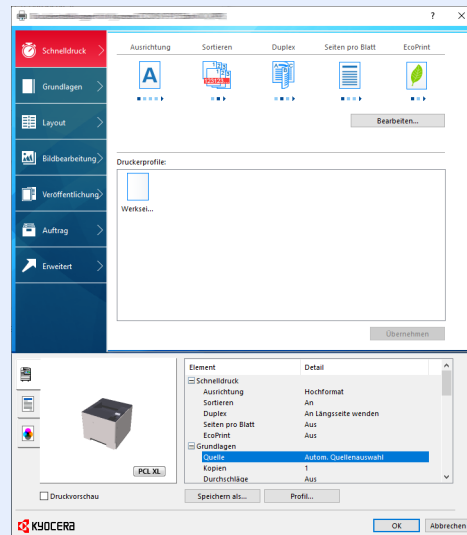 ? X
Schnelldruck
Grundlagen
Layout
Bildbearbeitung
Veröffentlichung
Auftrag
Erweitert
Ausrichtung Sortieren Duplex Seiten pro Blatt EcoPrint
A 123123
Bearbeiten...
Druckerprofile:
Werksei...
Übernehmen
Element Detail
Schnelldruck
Ausrichtung Hochformat
Sortieren An
Duplex An Längsseite wenden
Seiten pro Blatt Aus
EcoPrint Aus
Grundlagen
Quelle Autom. Quellenauswahl
Kopien 1
Durchschläge Aus
PCL XL
Druckvorschau
Speichern als... Profil...
KYOCERA
OK Abbrechen